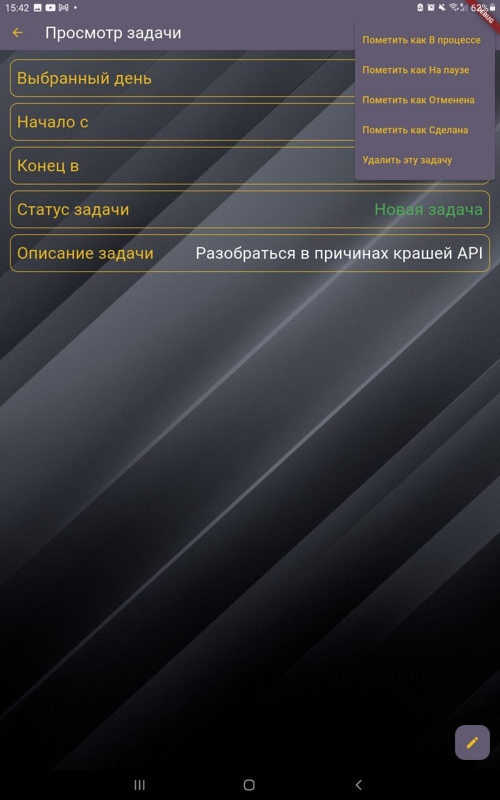 15:42
62%
DEBUG
Просмотр задачи
Пометить как В процессе
Пометить как На паузе
Пометить как Отменена
Пометить как Сделана
Удалить эту задачу
Выбранный день
Начало с
Конец в
Статус задачи Новая задача
Описание задачи Разобраться в причинах крашей API